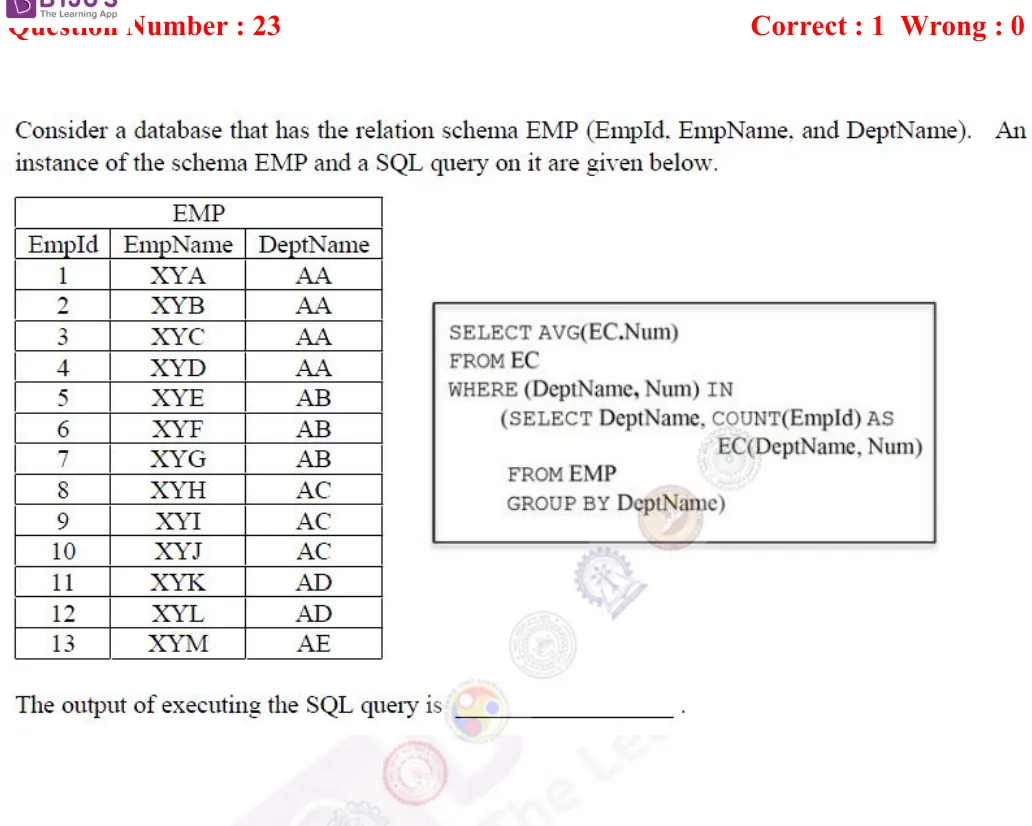 The Learning App
Question Number : 23 Correct : 1 Wrong : 0
Consider a database that has the relation schema EMP (EmpId, EmpName, and DeptName). An
instance of the schema EMP and a SQL query on it are given below.
EMP
EmpId EmpName DeptName
1 XYA AA
2 XYB AA
3 XYC AA
4 XYD AA
5 XYE AB
6 XYF AB
7 XYG AB
8 XYH AC
9 XYI AC
10 XYJ AC
11 XYK AD
12 XYL AD
13 XYM AE
SELECT AVG(EC.Num)
FROM EC
WHERE (DeptName, Num) IN
(SELECT DeptName, COUNT(EmpId) AS
EC(DeptName, Num)
FROM EMP
GROUP BY DeptName)
The output of executing the SQL query is ____________________ .